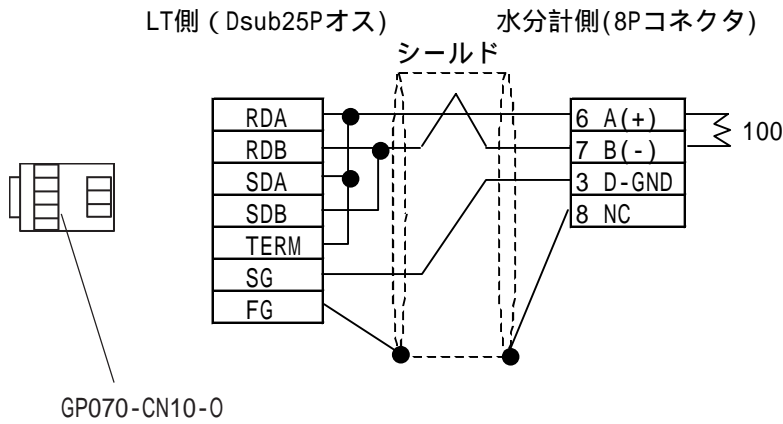 LT側（Dsub25Pオス)
水分計側(8Pコネクタ)
シールド
RDA
RDB
SDA
SDB
TERM
SG
FG
6 A(+)
7 B(-)
3 D-GND
8 NC
100
GP070-CN10-O